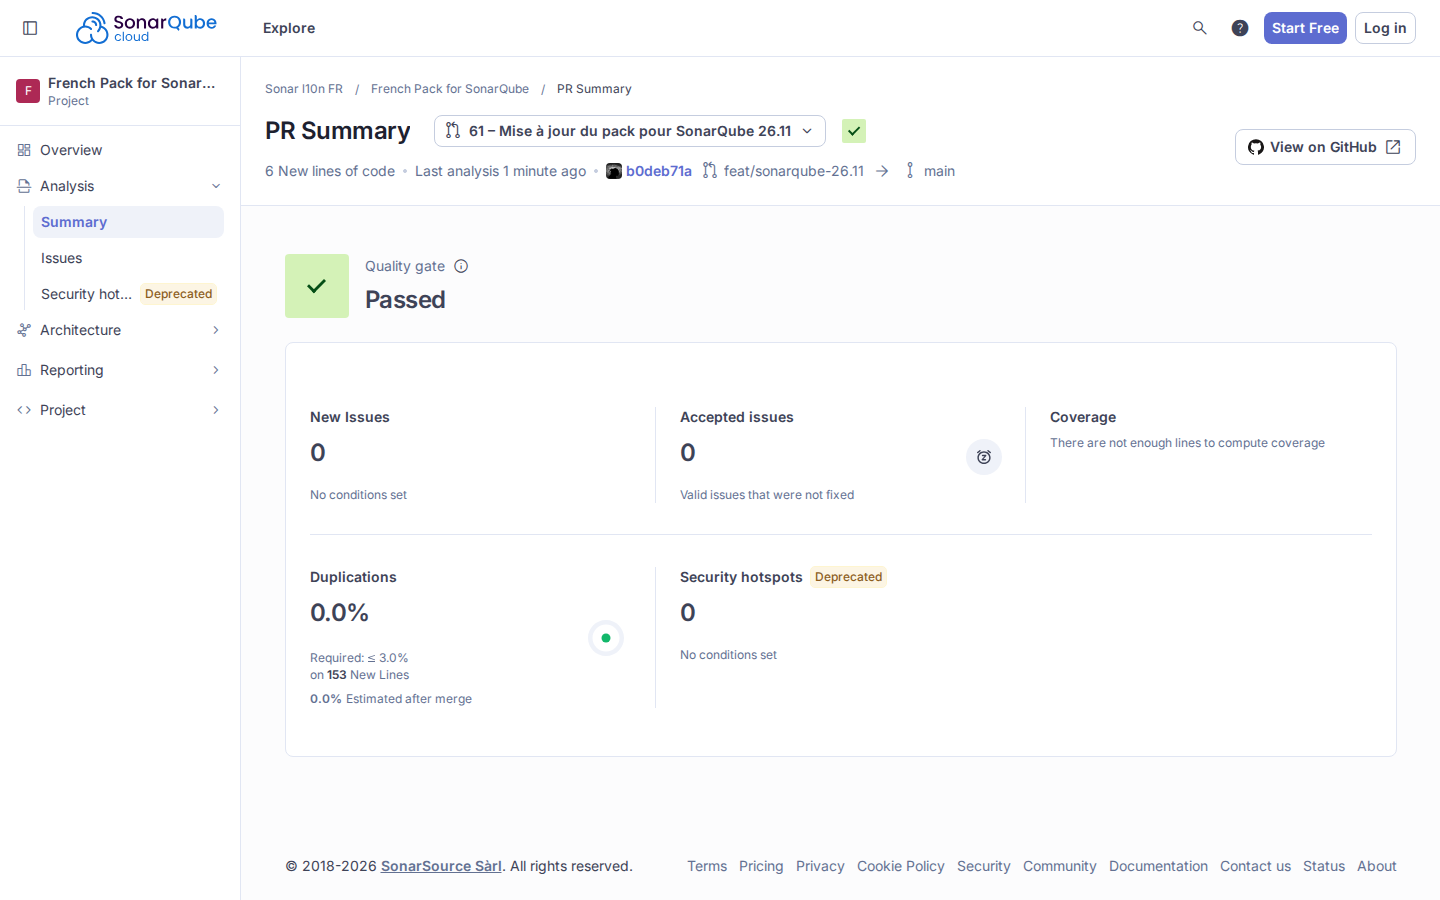 SonarQube cloud
Explore
Start Free
Log in
F
French Pack for Sonar...
Project
Overview
Analysis
Summary
Issues
Security hot... Deprecated
Architecture
Reporting
Project
Sonar l10n FR / French Pack for SonarQube / PR Summary
PR Summary
61 – Mise à jour du pack pour SonarQube 26.11
View on GitHub
6 New lines of code • Last analysis 1 minute ago • b0deb71a feat/sonarqube-26.11 → main
Quality gate
Passed
New Issues
0
No conditions set
Accepted issues
0
Valid issues that were not fixed
Coverage
There are not enough lines to compute coverage
Duplications
0.0%
Required: ≤ 3.0%
on 153 New Lines
0.0% Estimated after merge
Security hotspots Deprecated
0
No conditions set
© 2018-2026 SonarSource Sàrl. All rights reserved.
Terms Pricing Privacy Cookie Policy Security Community Documentation Contact us Status About